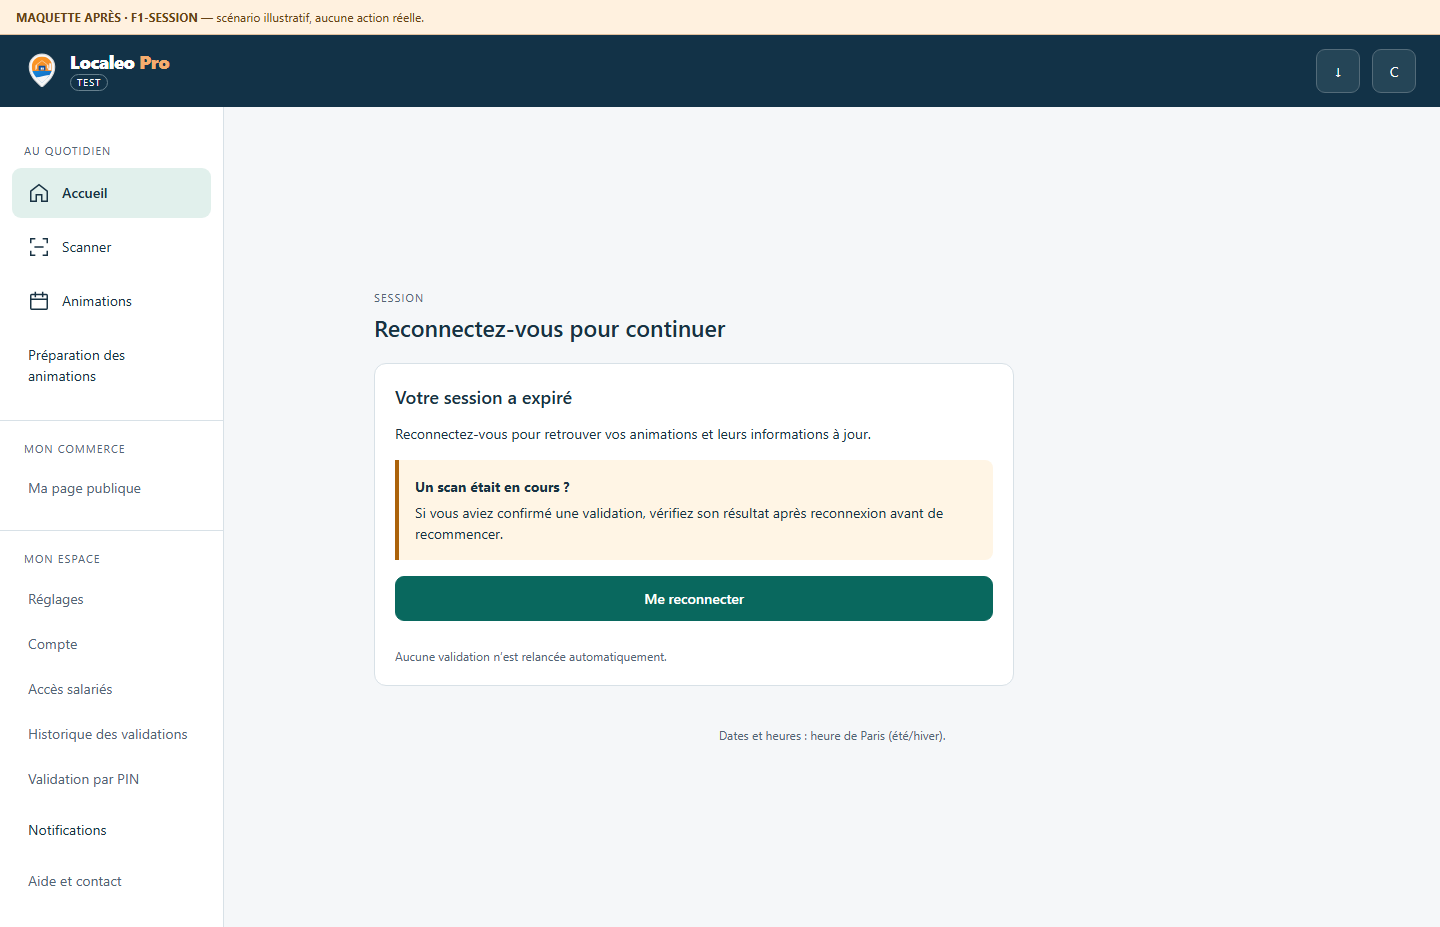 MAQUETTE APRÈS · F1-SESSION — scénario illustratif, aucune action réelle.
Localeo Pro
TEST
↓
C
AU QUOTIDIEN
Accueil
Scanner
Animations
Préparation des
animations
MON COMMERCE
Ma page publique
MON ESPACE
Réglages
Compte
Accès salariés
Historique des validations
Validation par PIN
Notifications
Aide et contact
SESSION
Reconnectez-vous pour continuer
Votre session a expiré
Reconnectez-vous pour retrouver vos animations et leurs informations à jour.
Un scan était en cours ?
Si vous aviez confirmé une validation, vérifiez son résultat après reconnexion avant de
recommencer.
Me reconnecter
Aucune validation n'est relancée automatiquement.
Dates et heures : heure de Paris (été/hiver).